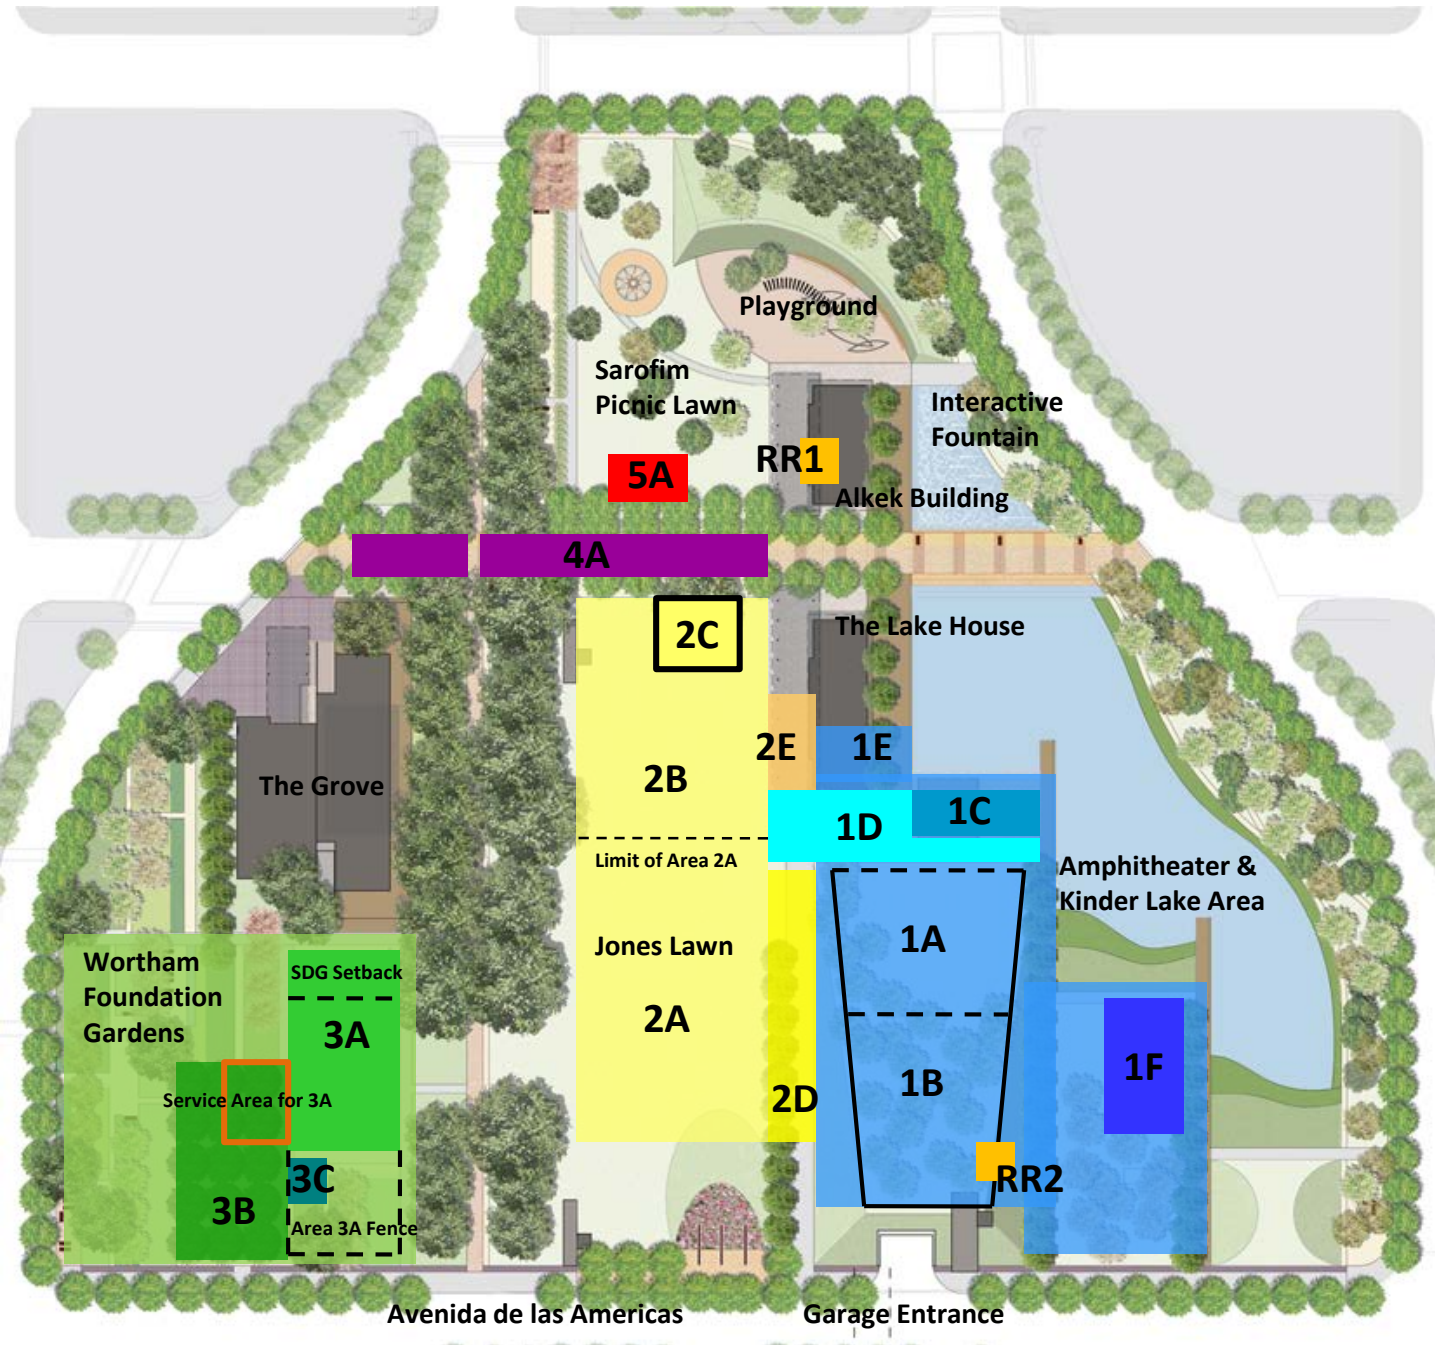 Playground
Sarofim
Picnic Lawn
Interactive
Fountain
RR1
5A
Alkek Building
4A
2C
The Lake House
2E
1E
2B
The Grove
1C
1D
Limit of Area 2A
Amphitheater &
Kinder Lake Area
1A
Jones Lawn
Wortham
Foundation
Gardens
SDG Setback
2A
3A
1F
1B
2D
Service Area for 3A
3C
RR2
3B
Area 3A Fence
Avenida de las Americas
Garage Entrance